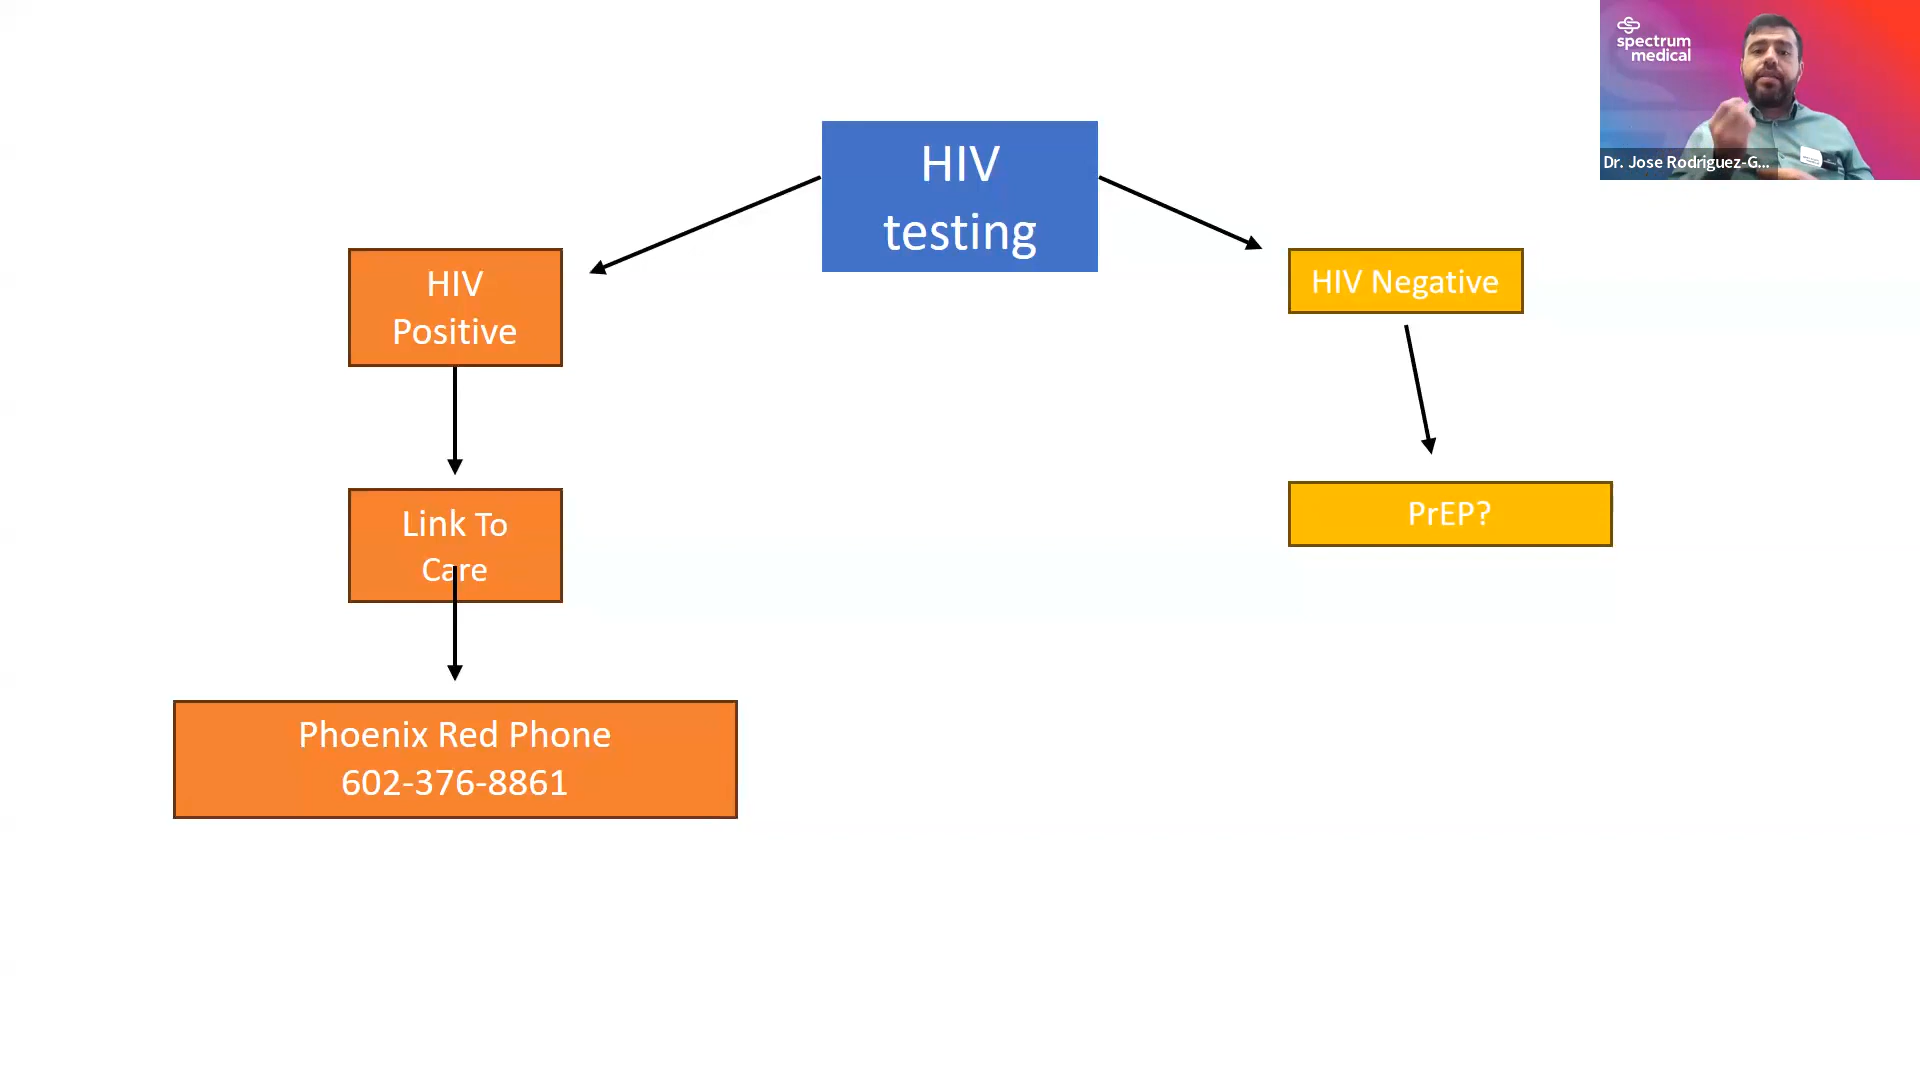 spectrum
medical
Dr. Jose Rodriguez-G...
HIV
testing
HIV
Positive
HIV Negative
Link To
Care
PrEP?
Phoenix Red Phone
602-376-8861